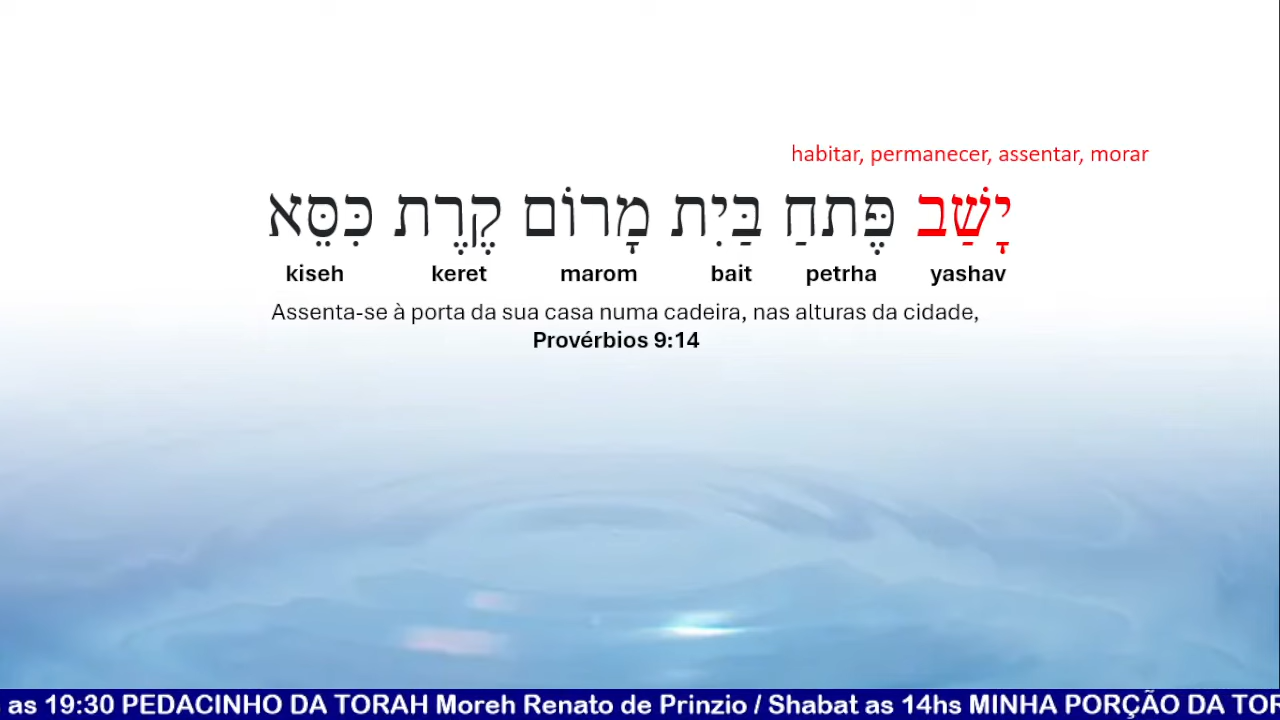 habitar, permanecer, assentar, morar
יָשַׁב פֶּתחַ בַּיִת מָרוֹם קֶרֶת כִּסֵּא
kiseh keret marom bait petrha yashav
Assenta-se à porta da sua casa numa cadeira, nas alturas da cidade,
Provérbios 9:14
as 19:30 PEDACINHO DA TORAH Moreh Renato de Prinzio / Shabat as 14hs MINHA PORÇÃO DA TOR